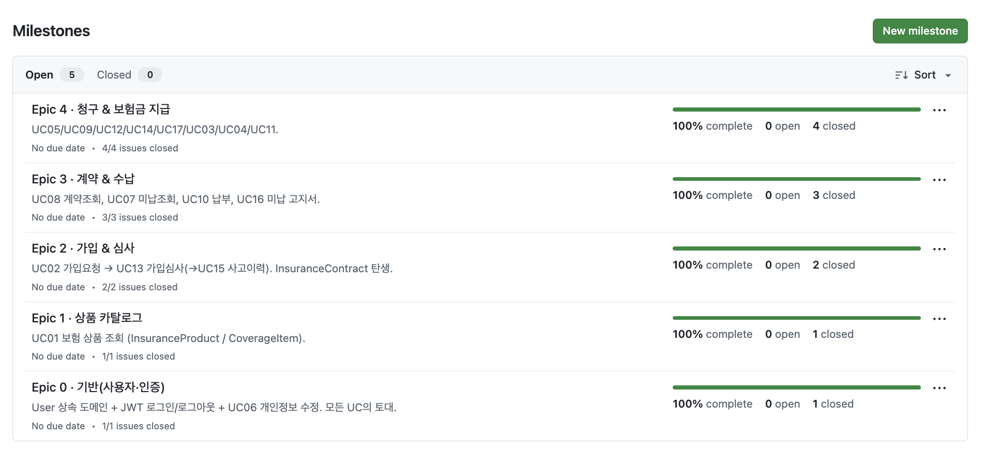 Milestones
New milestone
Open 5 Closed 0
Sort
Epic 4 · 청구 & 보험금 지급
UC05/UC09/UC12/UC14/UC17/UC03/UC04/UC11.
No due date • 4/4 issues closed
100% complete 0 open 4 closed
Epic 3 · 계약 & 수납
UC08 계약조회, UC07 미납조회, UC10 납부, UC16 미납 고지서.
No due date • 3/3 issues closed
100% complete 0 open 3 closed
Epic 2 · 가입 & 심사
UC02 가입요청 → UC13 가입심사(→UC15 사고이력). InsuranceContract 탄생.
No due date • 2/2 issues closed
100% complete 0 open 2 closed
Epic 1 · 상품 카탈로그
UC01 보험 상품 조회 (InsuranceProduct / CoverageItem).
No due date • 1/1 issues closed
100% complete 0 open 1 closed
Epic 0 · 기반(사용자·인증)
User 상속 도메인 + JWT 로그인/로그아웃 + UC06 개인정보 수정. 모든 UC의 토대.
No due date • 1/1 issues closed
100% complete 0 open 1 closed